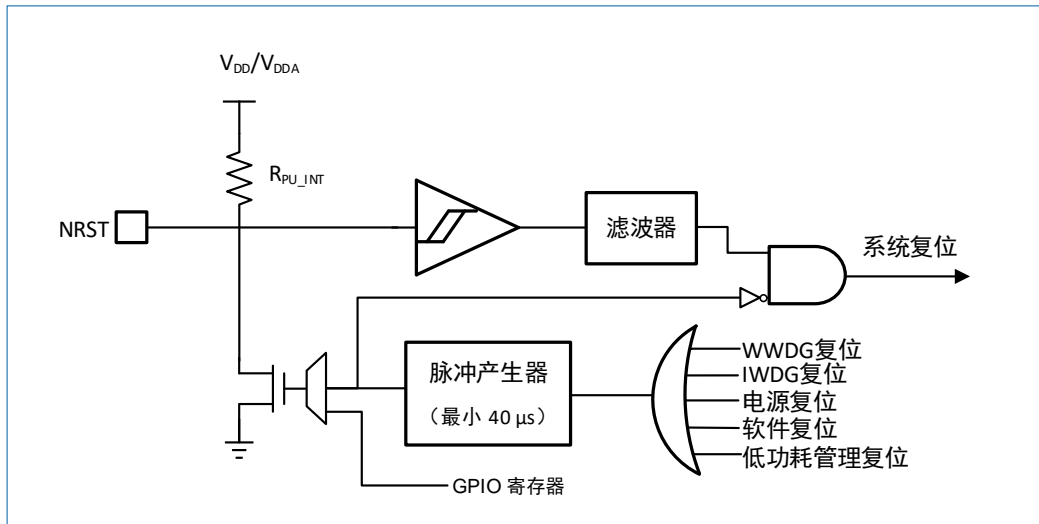 VDD/VDDA
RPU_INT
NRST
滤波器
系统复位
脉冲产生器
（最小 40 µs）
WWDG复位
IWDG复位
电源复位
软件复位
低功耗管理复位
GPIO 寄存器